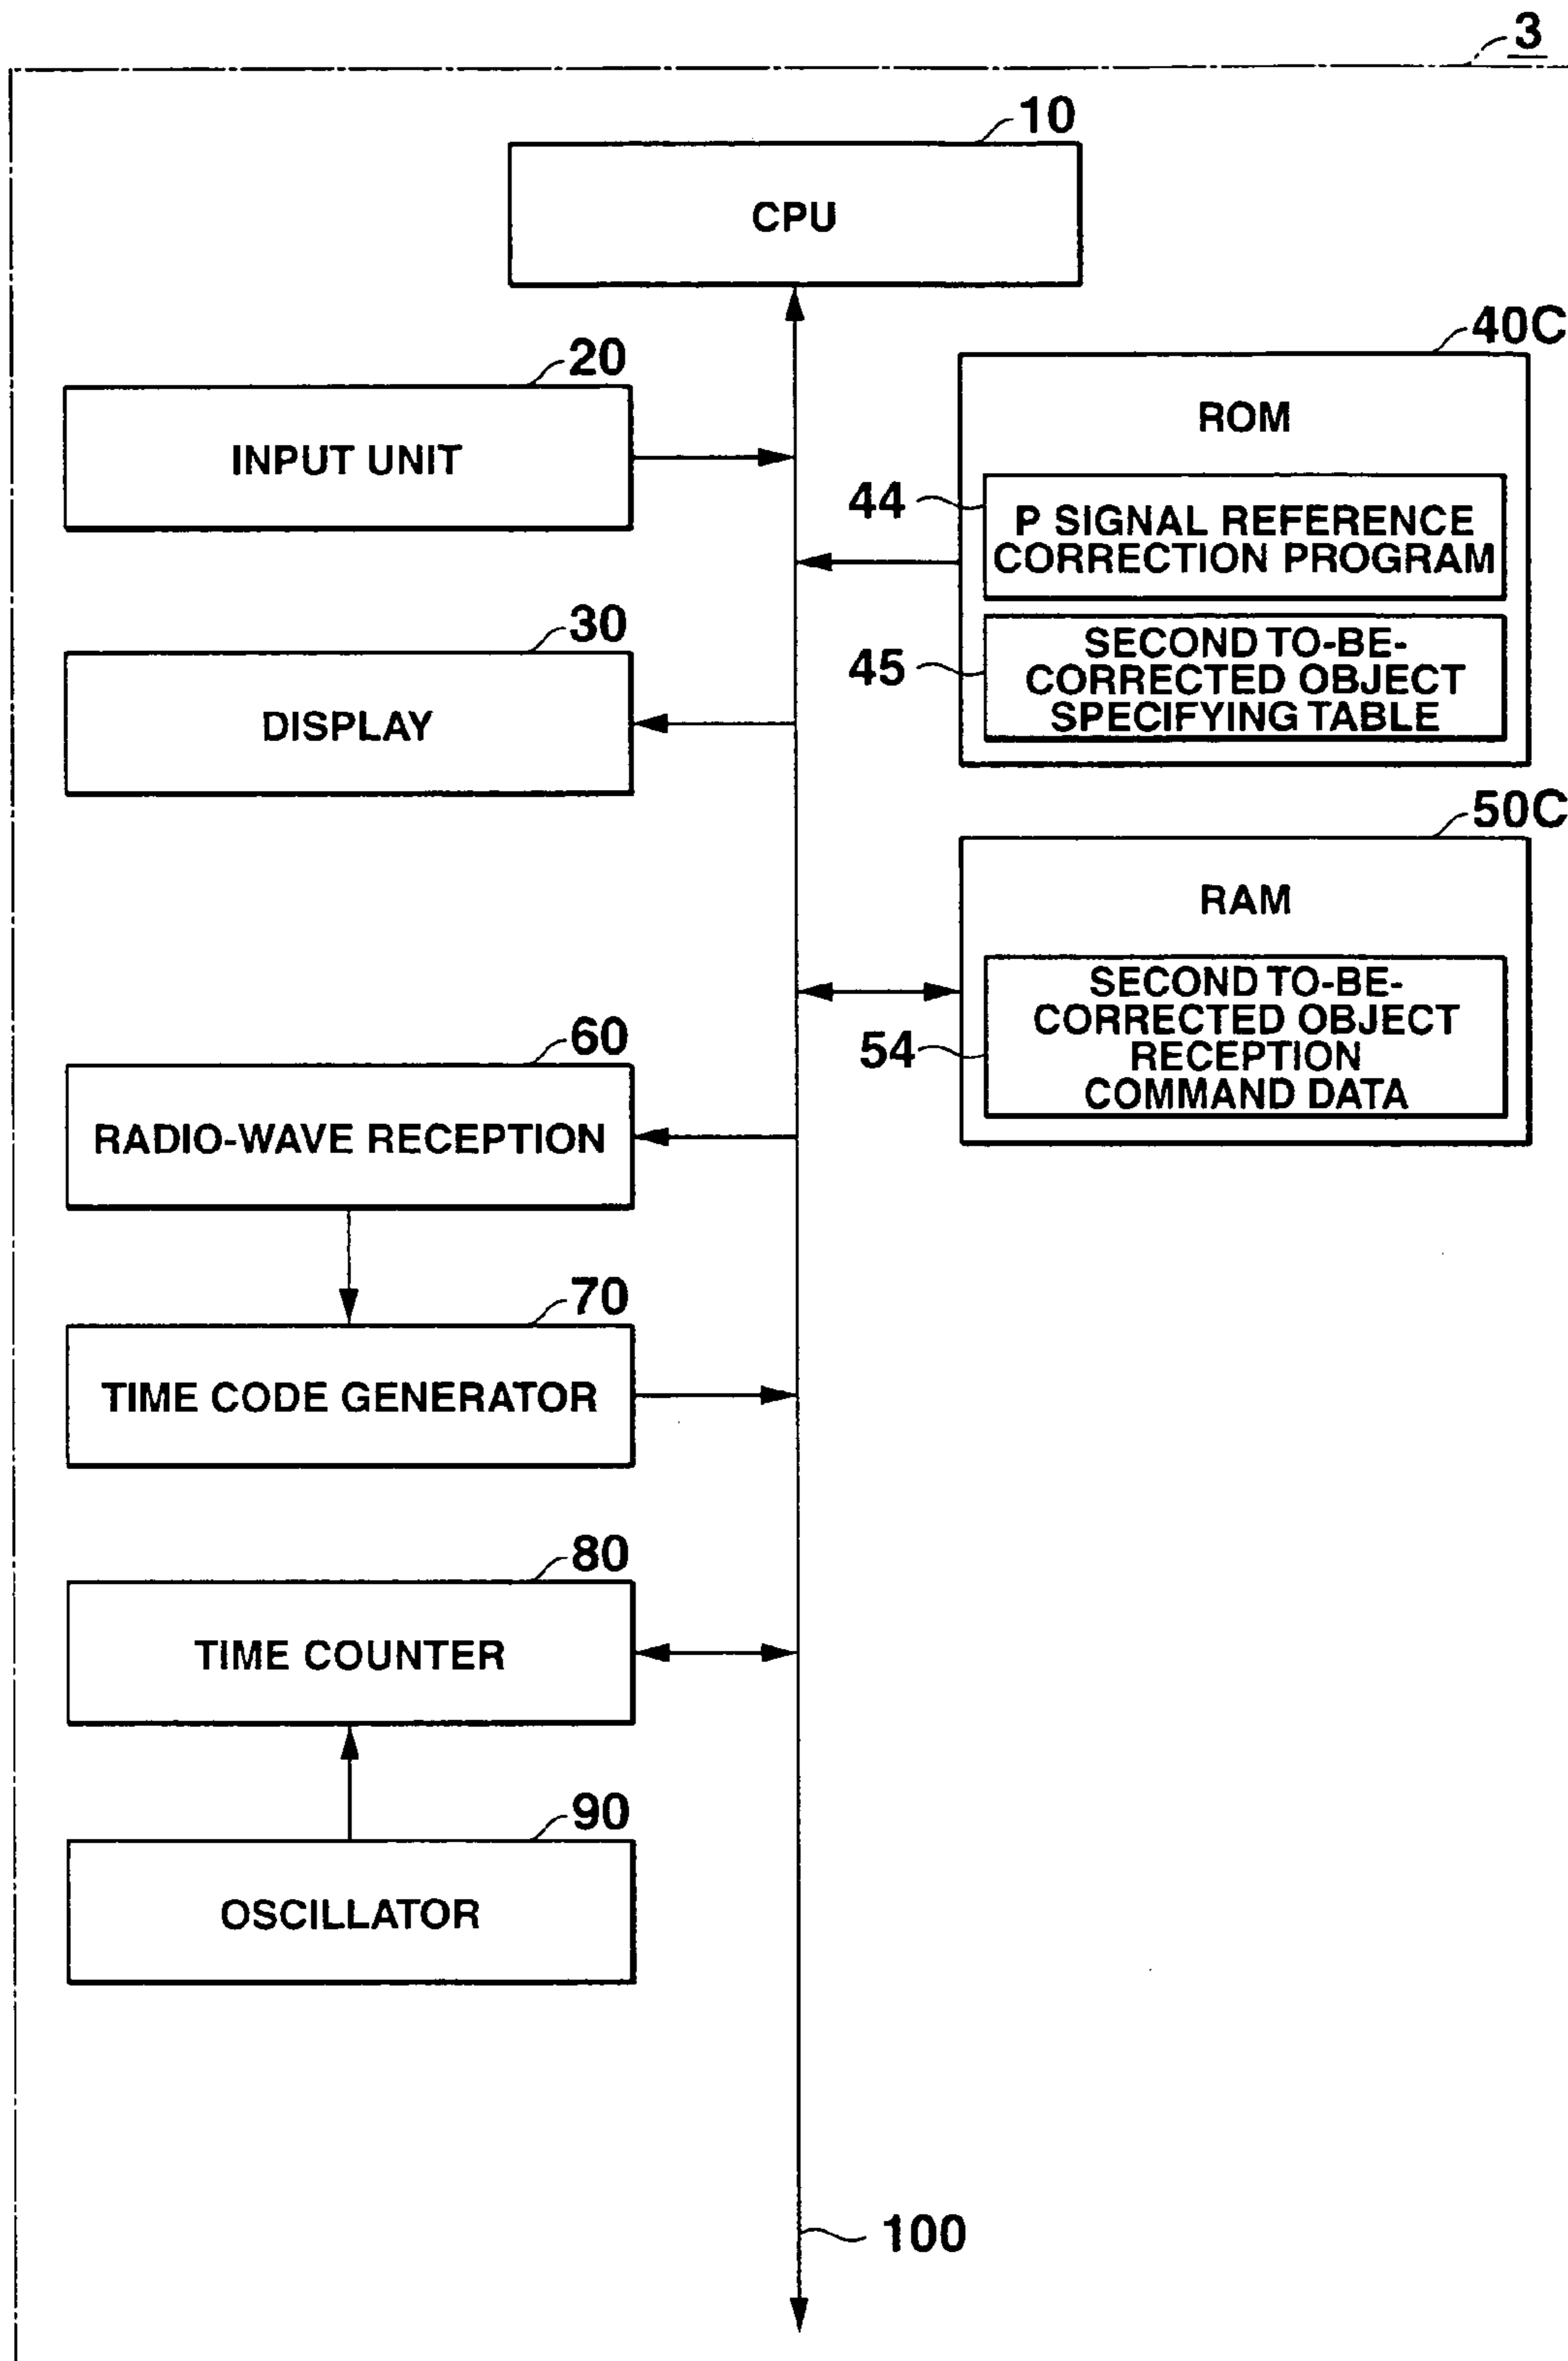 3
10
CPU
40C
20
INPUT UNIT
ROM
44
P SIGNAL REFERENCE
CORRECTION PROGRAM
30
DISPLAY
45
SECOND TO-BE-
CORRECTED OBJECT
SPECIFYING TABLE
50C
RAM
54
SECOND TO-BE-
CORRECTED OBJECT
RECEPTION
COMMAND DATA
60
RADIO-WAVE RECEPTION
70
TIME CODE GENERATOR
80
TIME COUNTER
90
OSCILLATOR
100